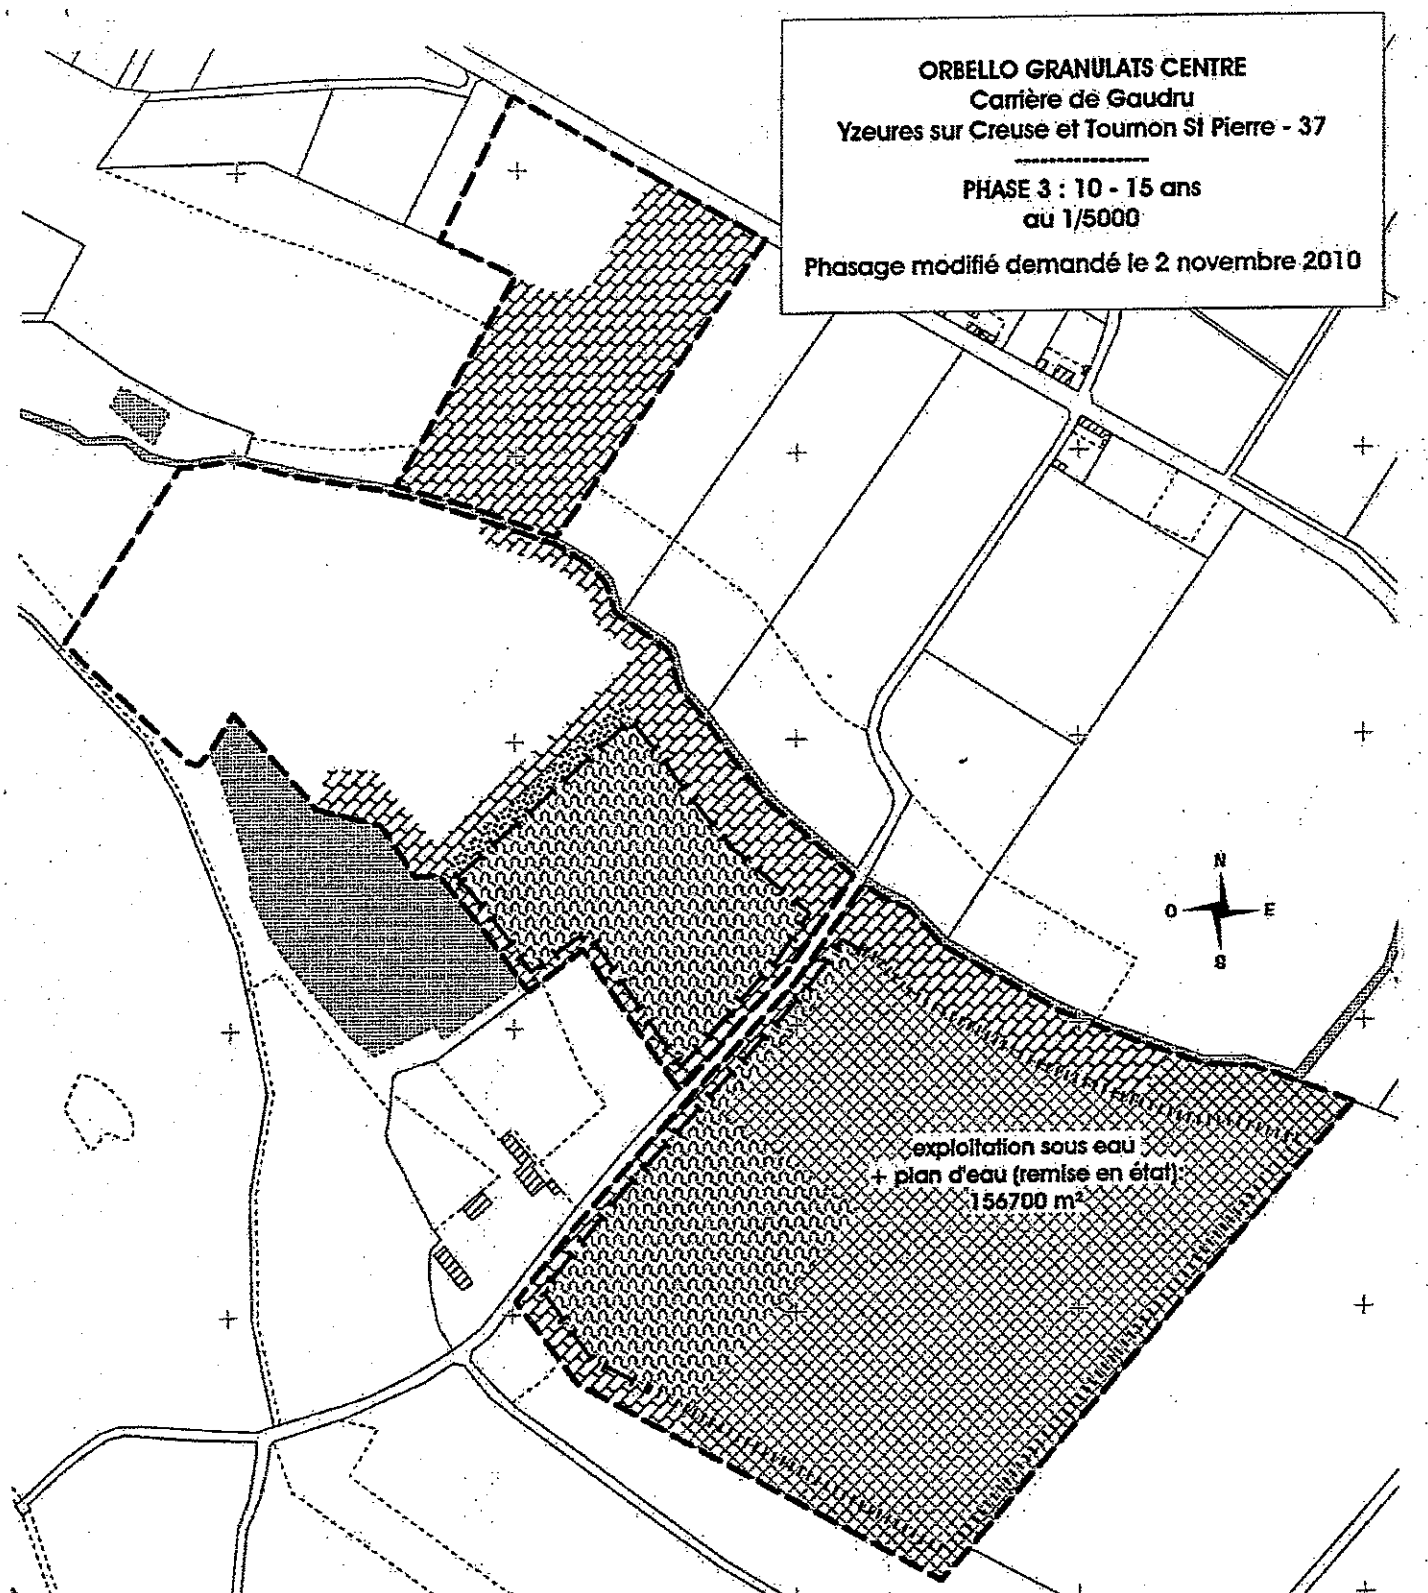 ORBELLO GRANULATS CENTRE
Carrière de Gaudru
Yzeures sur Creuse et Tournon St Pierre - 37
PHASE 3 : 10 - 15 ans
au 1/5000
Phasage modifié demandé le 2 novembre 2010
N
O
E
S
exploitation sous eau
+ plan d'eau (remise en état):
156700 m²